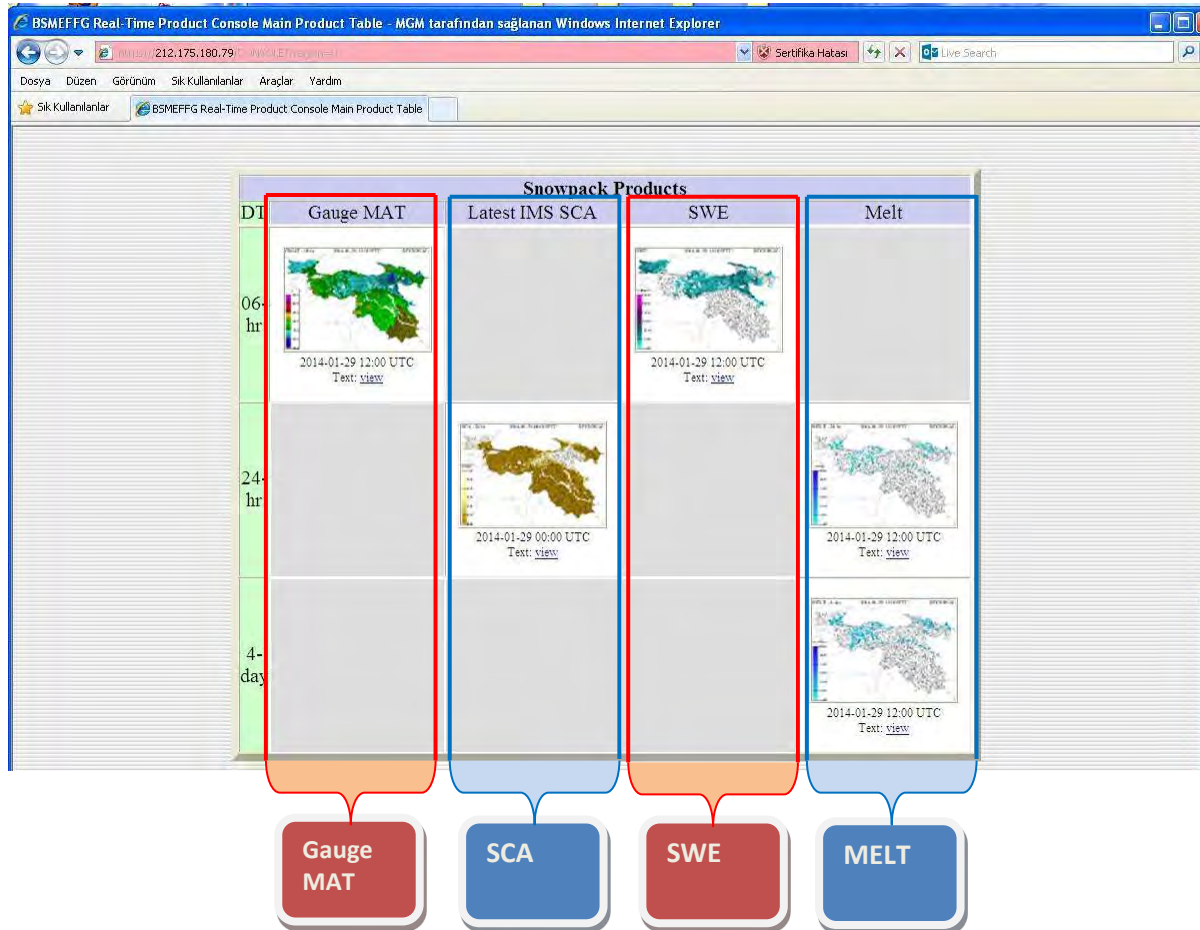 BSMEFFG Real-Time Product Console Main Product Table - MGM tarafından sağlanan Windows Internet Explorer
212.175.180.79
Sertifika Hatası
Live Search
Dosya Düzen Görünüm Sık Kullanılanlar Araçlar Yardım
Sık Kullanılanlar
BSMEFFG Real-Time Product Console Main Product Table
Snowpack Products
DT Gauge MAT Latest IMS SCA SWE Melt
06-
hr
2014-01-29 12:00 UTC
Text: view
2014-01-29 12:00 UTC
Text: view
24-
hr
2014-01-29 00:00 UTC
Text: view
2014-01-29 12:00 UTC
Text: view
4-
day
2014-01-29 12:00 UTC
Text: view
Gauge
MAT
SCA
SWE
MELT